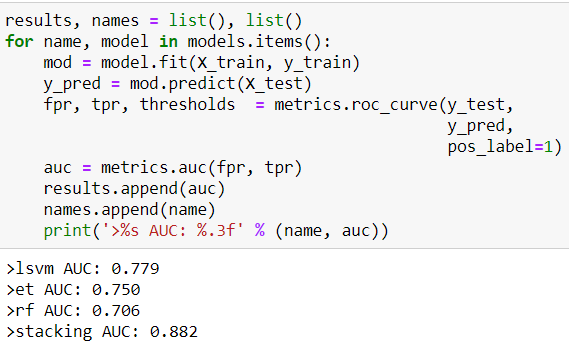 results, names = list(), list()
for name, model in models.items():
    mod = model.fit(X_train, y_train)
    y_pred = mod.predict(X_test)
    fpr, tpr, thresholds  = metrics.roc_curve(y_test,
                                              y_pred,
                                              pos_label=1)
    auc = metrics.auc(fpr, tpr)
    results.append(auc)
    names.append(name)
    print('>%s AUC: %.3f' % (name, auc))
>lsvm AUC: 0.779
>et AUC: 0.750
>rf AUC: 0.706
>stacking AUC: 0.882